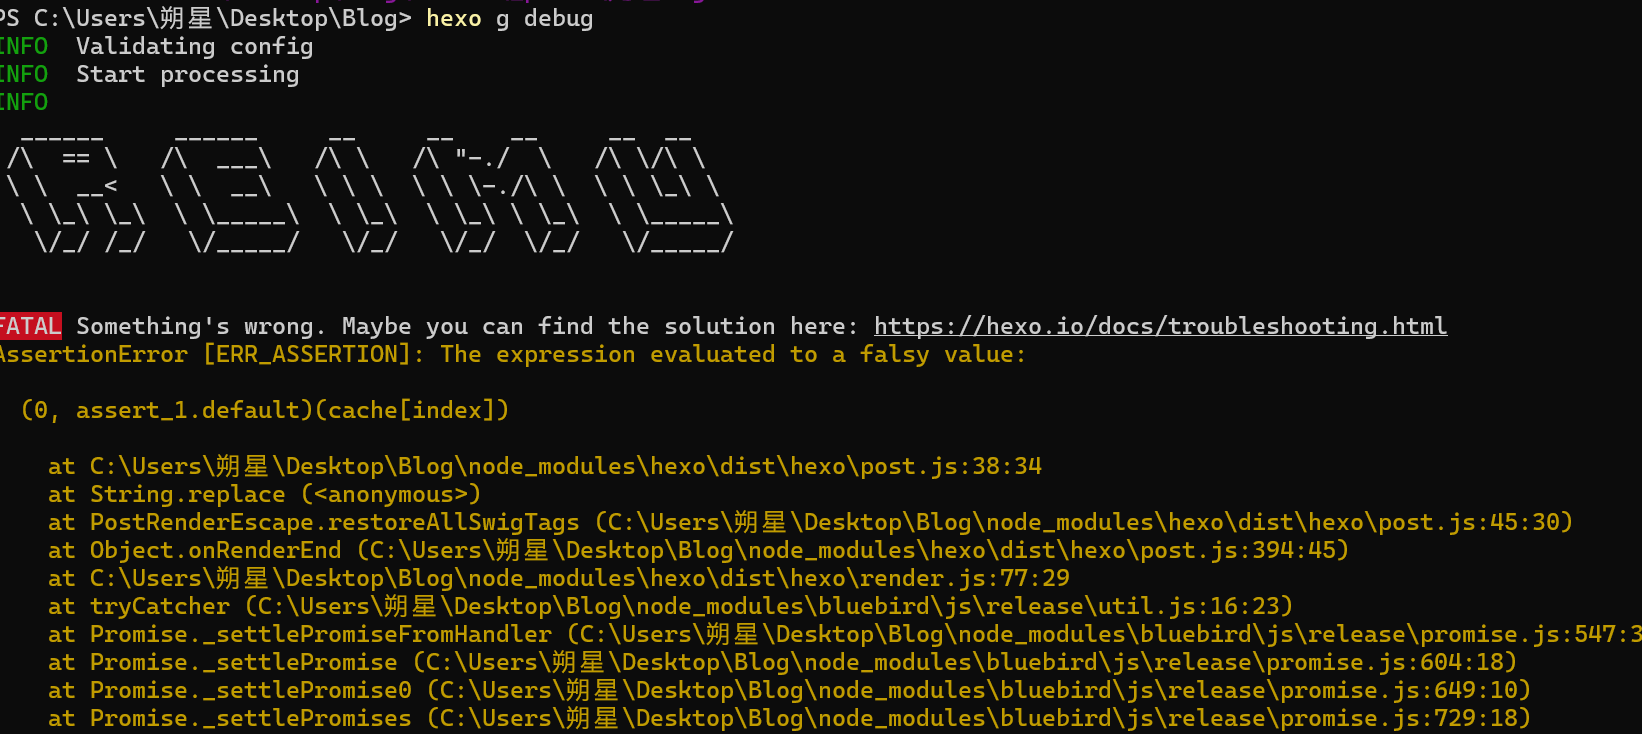 PS C:\Users\朔星\Desktop\Blog> hexo g debug
INFO  Validating config
INFO  Start processing
INFO
  ______     ______     __     __    __     __  __
 /\  == \   /\  ___\   /\ \   /\ "-./  \   /\ \/\ \
 \ \  __<   \ \  __\   \ \ \  \ \ \-./\ \  \ \ \_\ \
  \ \_\ \_\  \ \_____\  \ \_\  \ \_\ \ \_\  \ \_____\
   \/_/ /_/   \/_____/   \/_/   \/_/  \/_/   \/_____/
FATAL Something's wrong. Maybe you can find the solution here: https://hexo.io/docs/troubleshooting.html
AssertionError [ERR_ASSERTION]: The expression evaluated to a falsy value:
  (0, assert_1.default)(cache[index])
    at C:\Users\朔星\Desktop\Blog\node_modules\hexo\dist\hexo\post.js:38:34
    at String.replace (<anonymous>)
    at PostRenderEscape.restoreAllSwigTags (C:\Users\朔星\Desktop\Blog\node_modules\hexo\dist\hexo\post.js:45:30)
    at Object.onRenderEnd (C:\Users\朔星\Desktop\Blog\node_modules\hexo\dist\hexo\post.js:394:45)
    at C:\Users\朔星\Desktop\Blog\node_modules\hexo\dist\hexo\render.js:77:29
    at tryCatcher (C:\Users\朔星\Desktop\Blog\node_modules\bluebird\js\release\util.js:16:23)
    at Promise._settlePromiseFromHandler (C:\Users\朔星\Desktop\Blog\node_modules\bluebird\js\release\promise.js:547:3
    at Promise._settlePromise (C:\Users\朔星\Desktop\Blog\node_modules\bluebird\js\release\promise.js:604:18)
    at Promise._settlePromise0 (C:\Users\朔星\Desktop\Blog\node_modules\bluebird\js\release\promise.js:649:10)
    at Promise._settlePromises (C:\Users\朔星\Desktop\Blog\node_modules\bluebird\js\release\promise.js:729:18)